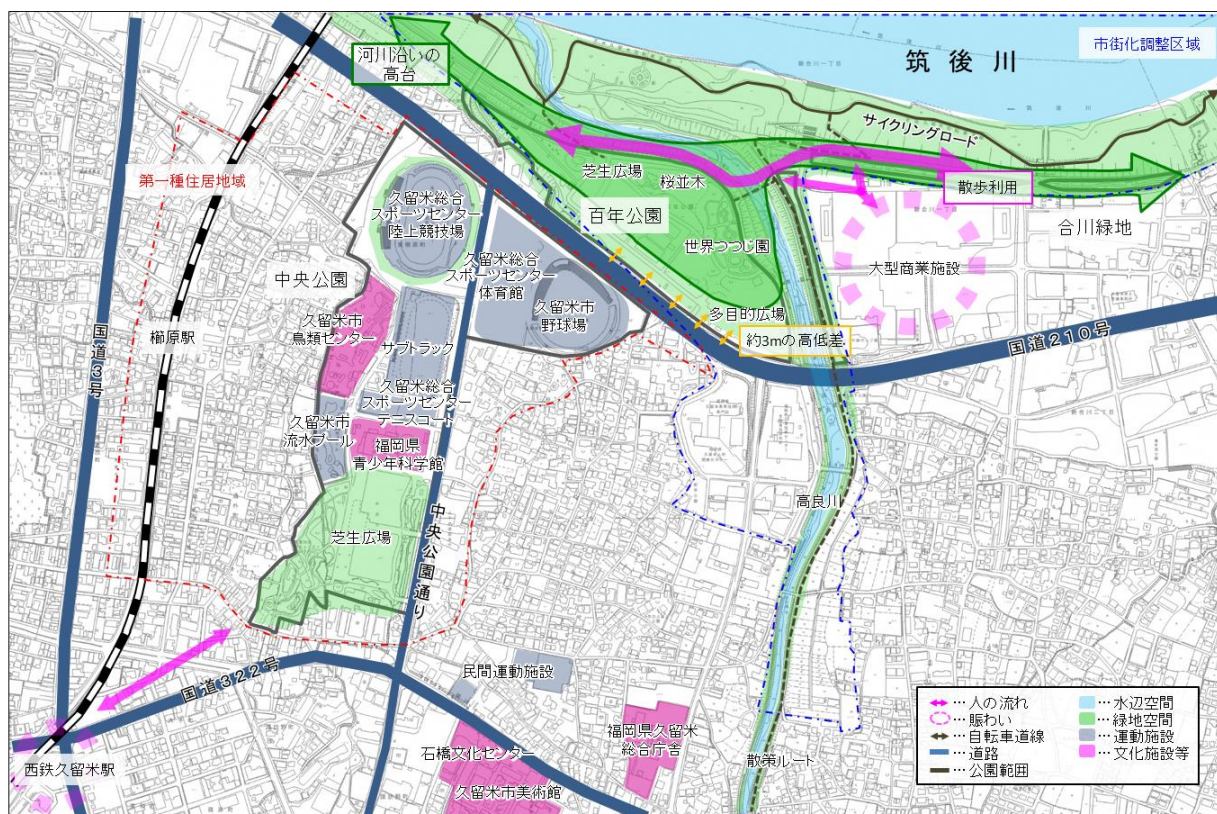 河川沿いの
高台
市街化調整区域
筑後川
サイクリングロード
第一種住居地域
芝生広場
桜並木
散歩利用
久留米総合
スポーツセンター
陸上競技場
百年公園
合川緑地
世界つつじ園
大型商業施設
中央公園
久留米総合
スポーツセンター
体育館
久留米市
野球場
多目的広場
約3mの高低差
国道210号
国道3号
櫛原駅
久留米市
鳥類センター
サブトラック
久留米総合
スポーツセンター
テニスコート
久留米市
流水プール
福岡県
青少年科学館
高良川
芝生広場
中央公園通り
国道322号
民間運動施設
石橋文化センター
福岡県久留米
総合庁舎
西鉄久留米駅
久留米市美術館
散策ルート
…人の流れ
…賑わい
…自転車道線
…道路
…公園範囲
…水辺空間
…緑地空間
…運動施設
…文化施設等